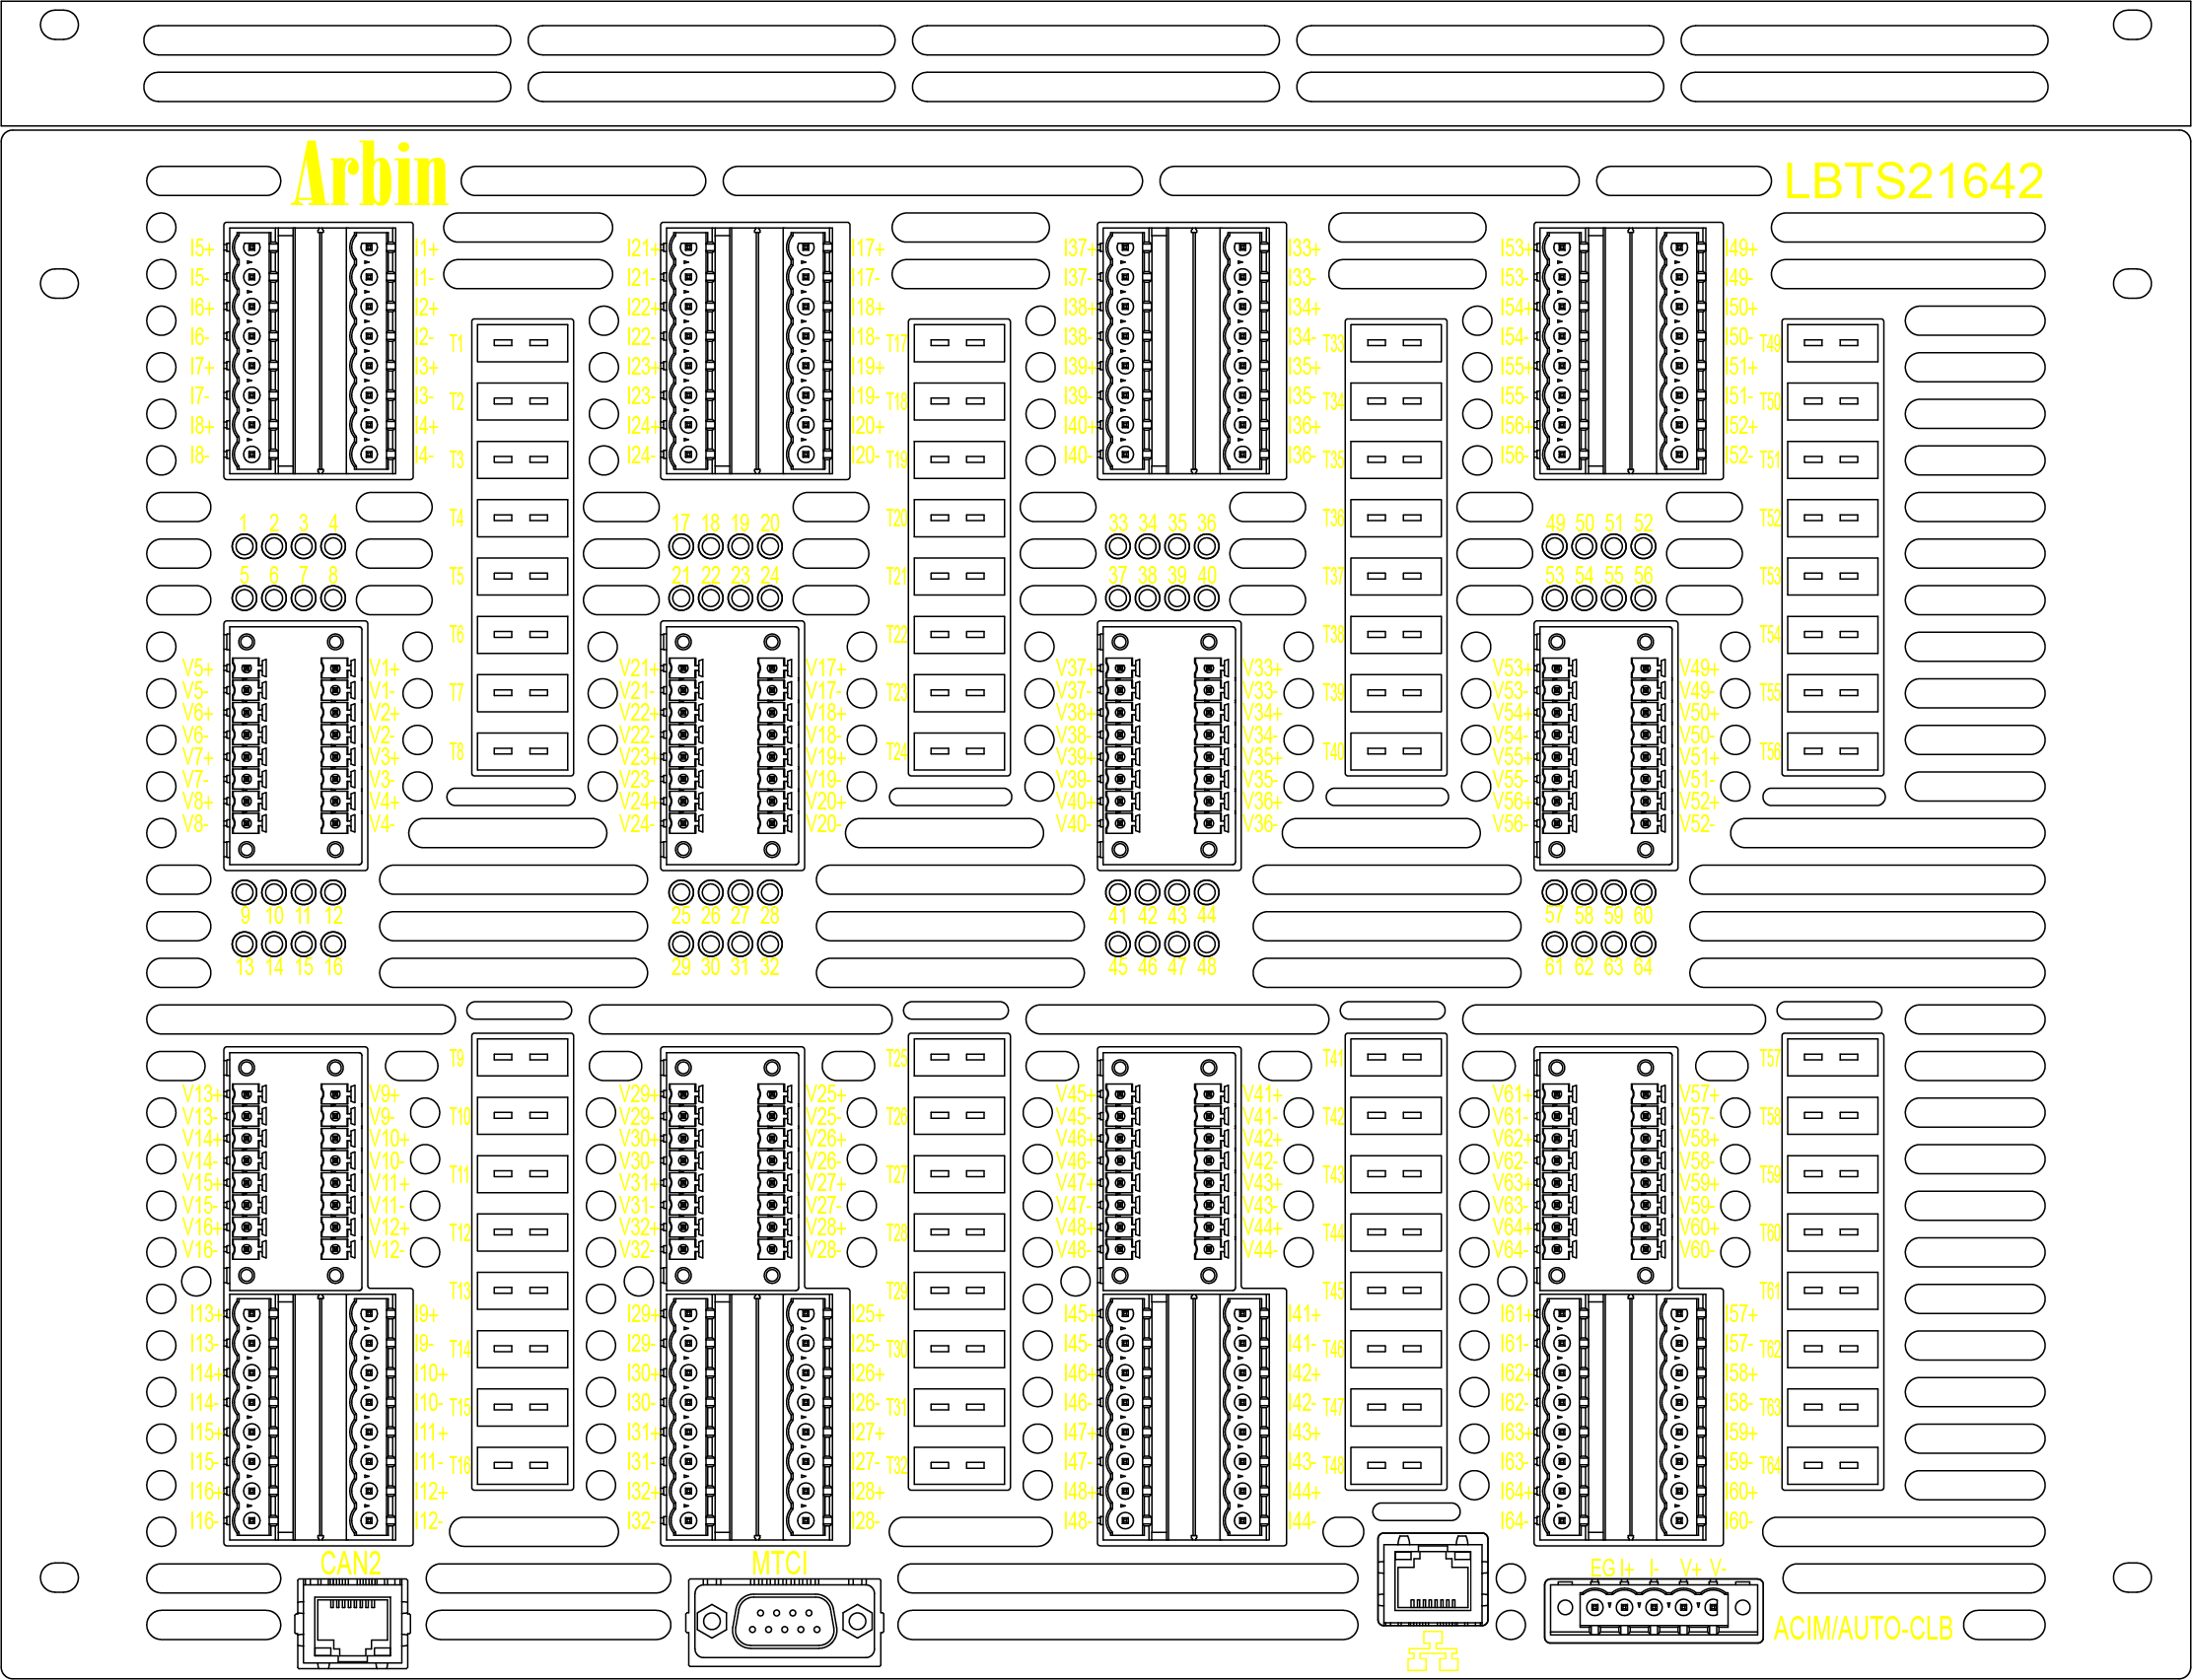 Arbin LBTS21642
I5+ I1+ I21+ I17+ I37+ I33+ I53+ I49+
I5- I1- I21- I17- I37- I33- I53- I49-
I6+ I2+ I22+ I18+ I38+ I34+ I54+ I50+
I6- I2- T1 I22- I18- T17 I38- I34- T33 I54- I50- T49
I7+ I3+ I23+ I19+ I39+ I35+ I55+ I51+
I7- I3- T2 I23- I19- T18 I39- I35- T34 I55- I51- T50
I8+ I4+ I24+ I20+ I40+ I36+ I56+ I52+
I8- I4- T3 I24- I20- T19 I40- I36- T35 I56- I52- T51
1 2 3 4 T4 17 18 19 20 T20 33 34 35 36 T36 49 50 51 52 T52
5 6 7 8 T5 21 22 23 24 T21 37 38 39 40 T37 53 54 55 56 T53
T6 T22 T38 T54
V5+ V1+ V21+ V17+ V37+ V33+ V53+ V49+
V5- V1- T7 V21- V17- T23 V37- V33- T39 V53- V49- T55
V6+ V2+ V22+ V18+ V38+ V34+ V54+ V50+
V6- V2- V22- V18- V38- V34- V54- V50-
V7+ V3+ T8 V23+ V19+ T24 V39+ V35+ T40 V55+ V51+ T56
V7- V3- V23- V19- V39- V35- V55- V51-
V8+ V4+ V24+ V20+ V40+ V36+ V56+ V52+
V8- V4- V24- V20- V40- V36- V56- V52-
9 10 11 12 25 26 27 28 41 42 43 44 57 58 59 60
13 14 15 16 29 30 31 32 45 46 47 48 61 62 63 64
T9 T25 T41 T57
V13+ V9+ V29+ V25+ V45+ V41+ V61+ V57+
V13- V9- T10 V29- V25- T26 V45- V41- T42 V61- V57- T58
V14+ V10+ V30+ V26+ V46+ V42+ V62+ V58+
V14- V10- T11 V30- V26- T27 V46- V42- T43 V62- V58- T59
V15+ V11+ V31+ V27+ V47+ V43+ V63+ V59+
V15- V11- V31- V27- V47- V43- V63- V59-
V16+ V12+ T12 V32+ V28+ T28 V48+ V44+ T44 V64+ V60+ T60
V16- V12- V32- V28- V48- V44- V64- V60-
T13 T29 T45 T61
I13+ I9+ I29+ I25+ I45+ I41+ I61+ I57+
I13- I9- T14 I29- I25- T30 I45- I41- T46 I61- I57- T62
I14+ I10+ I30+ I26+ I46+ I42+ I62+ I58+
I14- I10- T15 I30- I26- T31 I46- I42- T47 I62- I58- T63
I15+ I11+ I31+ I27+ I47+ I43+ I63+ I59+
I15- I11- T16 I31- I27- T32 I47- I43- T48 I63- I59- T64
I16+ I12+ I32+ I28+ I48+ I44+ I64+ I60+
I16- I12- I32- I28- I48- I44- I64- I60-
CAN2 MTCI EG I+ I- V+ V-
ACIM/AUTO-CLB